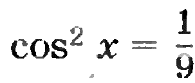 cos² x = 1/9